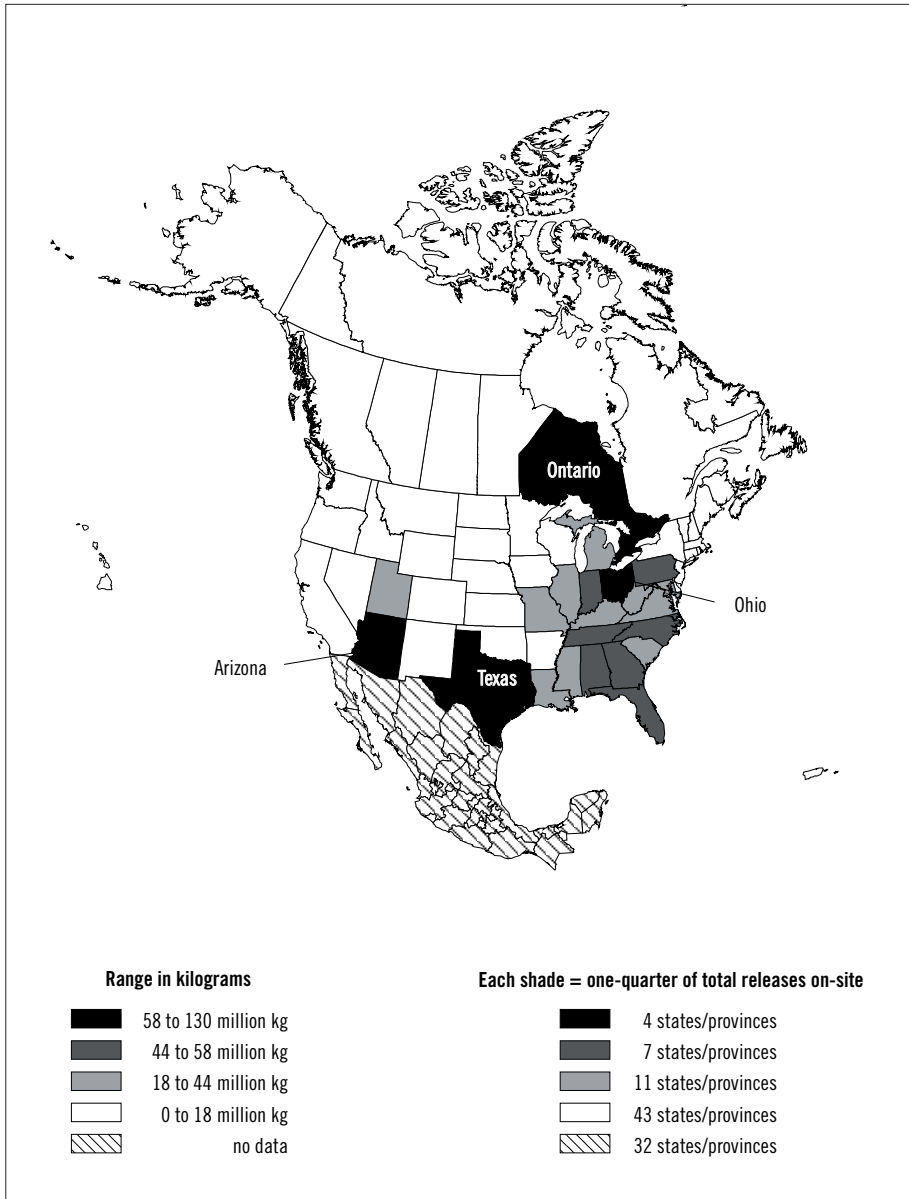 Ontario
Ohio
Arizona
Texas
Range in kilograms
58 to 130 million kg
44 to 58 million kg
18 to 44 million kg
0 to 18 million kg
no data
Each shade = one-quarter of total releases on-site
4 states/provinces
7 states/provinces
11 states/provinces
43 states/provinces
32 states/provinces